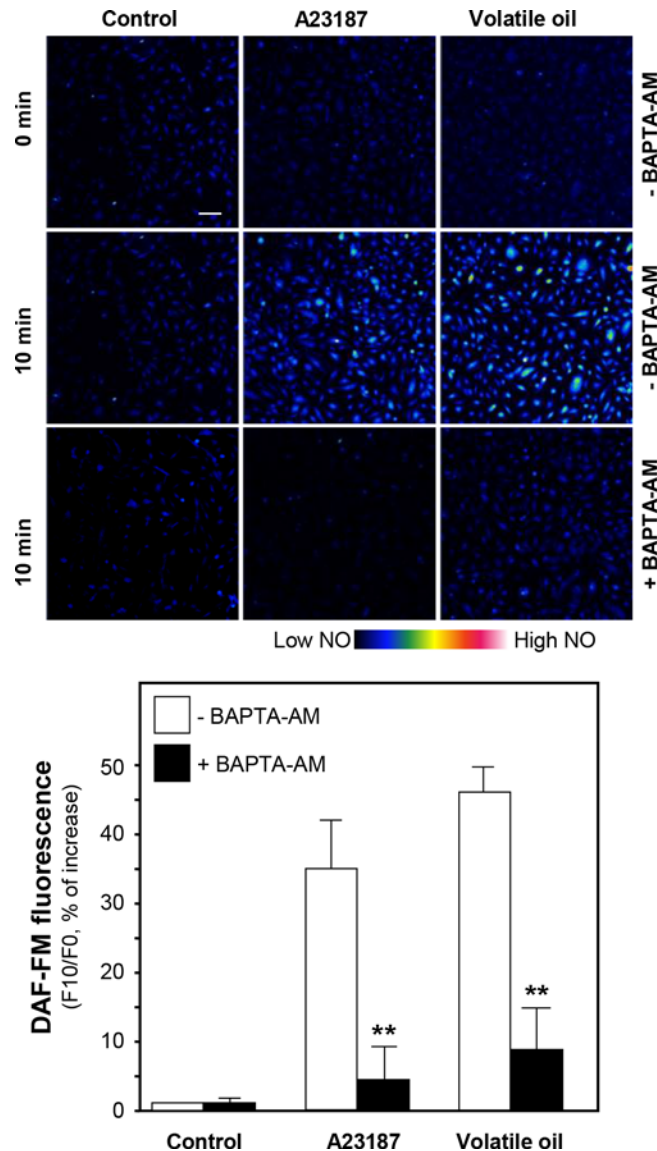 Control A23187 Volatile oil
0 min - BAPTA-AM
10 min - BAPTA-AM
10 min + BAPTA-AM
Low NO High NO
- BAPTA-AM
+ BAPTA-AM
DAF-FM fluorescence
(F10/F0, % of increase)
50
40
30
20
10
0
**
**
Control A23187 Volatile oil